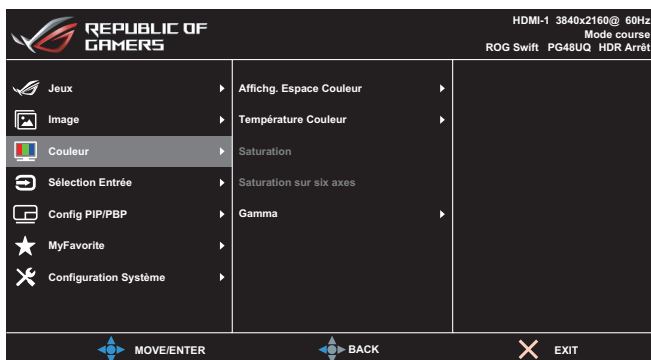 REPUBLIC OF
GAMERS
HDMI-1 3840x2160@ 60Hz
Mode course
ROG Swift PG48UQ HDR Arrêt
Jeux
Image
Couleur
Sélection Entrée
Config PIP/PBP
MyFavorite
Configuration Système
Affichg. Espace Couleur
Température Couleur
Saturation
Saturation sur six axes
Gamma
MOVE/ENTER
BACK
EXIT